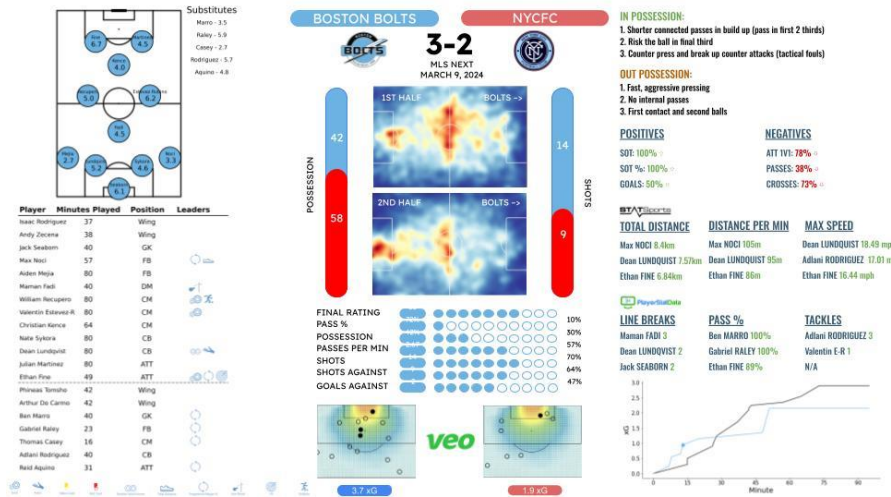 Substitutes
Marro - 3.5
Raley - 5.9
Casey - 2.7
Rodriguez - 5.7
Aquino - 4.8
6.7
4.5
4.0
5.0
6.2
Fadi
4.5
Mejia
2.7
5.2
Sykora
4.6
Noci
3.3
Seaborn
6.1
Player Minutes Played Position Leaders
Isaac Rodriguez 37 Wing
Andy Zecena 38 Wing
Jack Seaborn 40 GK
Max Noci 57 FB
Aiden Mejia 80 FB
Maman Fadi 40 DM
William Recupero 80 CM
Valentin Estevez-R 80 CM
Christian Kence 64 CM
Nate Sykora 80 CB
Dean Lundqvist 80 CB
Julian Martinez 80 ATT
Ethan Fine 49 ATT
Phineas Tomsho 42 Wing
Arthur De Carmo 42 Wing
Ben Marro 40 GK
Gabriel Raley 23 FB
Thomas Casey 16 CM
Adlani Rodriguez 40 CB
Reid Aquino 31 ATT
BOSTON BOLTS
NYCFC
BOLTS
3-2
MLS NEXT
MARCH 9, 2024
POSSESSION
42
58
1ST HALF BOLTS ->
2ND HALF BOLTS ->
14
9
SHOTS
FINAL RATING
PASS %
POSSESSION
PASSES PER MIN
SHOTS
SHOTS AGAINST
GOALS AGAINST
10%
30%
57%
70%
64%
47%
veo
3.7 xG
1.9 xG
IN POSSESSION:
1. Shorter connected passes in build up (pass in first 2 thirds)
2. Risk the ball in final third
3. Counter press and break up counter attacks (tactical fouls)
OUT POSSESSION:
1. Fast, aggressive pressing
2. No internal passes
3. First contact and second balls
POSITIVES
SOT: 100%
SOT %: 100%
GOALS: 50%
NEGATIVES
ATT 1V1: 78%
PASSES: 38%
CROSSES: 73%
STATSports
TOTAL DISTANCE
Max NOCI 8.4km
Dean LUNDQUIST 7.57km
Ethan FINE 6.84km
DISTANCE PER MIN
Max NOCI 105m
Dean LUNDQUIST 95m
Ethan FINE 86m
MAX SPEED
Dean LUNDQUIST 18.49 mp
Adlani RODRIGUEZ 17.01 m
Ethan FINE 16.44 mph
PlayerStatData
LINE BREAKS
Maman FADI 3
Dean LUNDQVIST 2
Jack SEABORN 2
PASS %
Ben MARRO 100%
Gabriel RALEY 100%
Ethan FINE 89%
TACKLES
Adlani RODRIGUEZ 3
Valentin E-R 1
N/A
xG
3.0
2.5
2.0
1.5
1.0
0.5
0.0
0 15 30 45 60 75 90
Minute